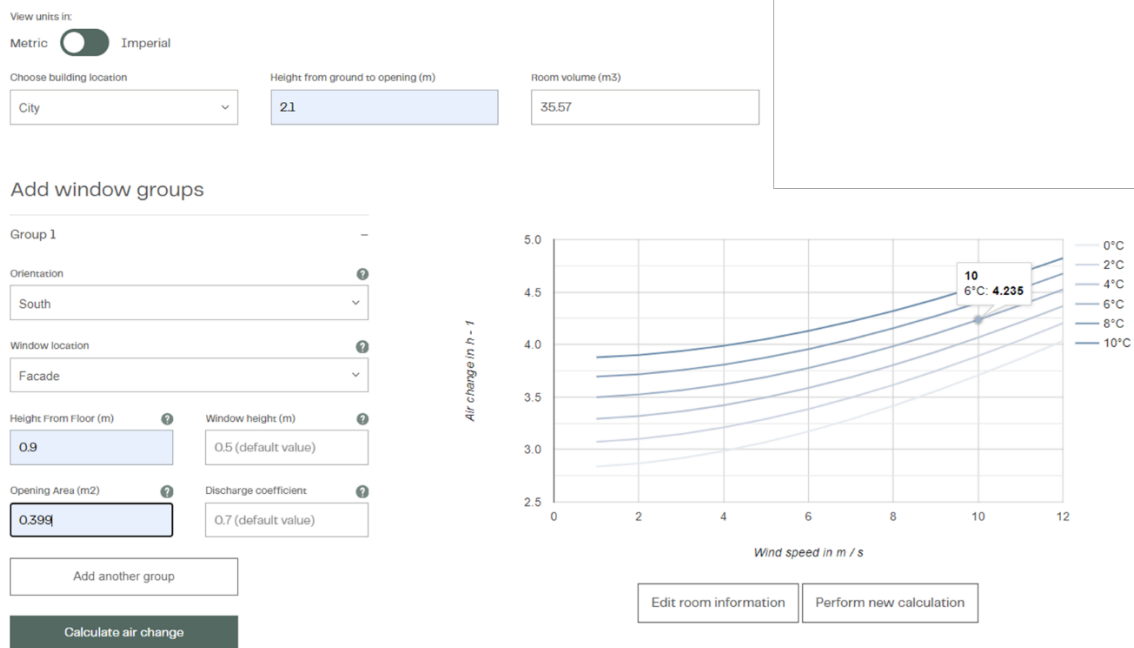 View units in:
Metric Imperial
Choose building location
Height from ground to opening (m)
Room volume (m3)
City
2.1
35.57
Add window groups
Group 1 –
Orientation ?
South
Window location ?
Facade
Height From Floor (m) ?
Window height (m) ?
0.9
0.5 (default value)
Opening Area (m2) ?
Discharge coefficient ?
0.399
0.7 (default value)
Add another group
Calculate air change
5.0
4.5
4.0
3.5
3.0
2.5
Air change in h - 1
10
6°C: 4.235
0 2 4 6 8 10 12
Wind speed in m / s
0°C
2°C
4°C
6°C
8°C
10°C
Edit room information
Perform new calculation